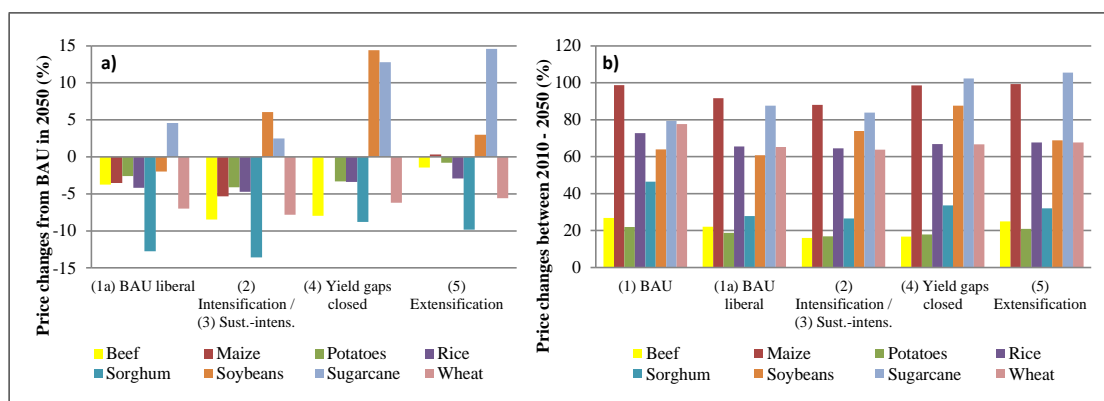 a)
Price changes from BAU in 2050 (%)
15
10
5
0
-5
-10
-15
(1a) BAU liberal
(2)
Intensification /
(3) Sust.-intens.
(4) Yield gaps
closed
(5)
Extensification
Beef Maize Potatoes Rice
Sorghum Soybeans Sugarcane Wheat
b)
Price changes between 2010 - 2050 (%)
120
100
80
60
40
20
0
(1) BAU
(1a) BAU
liberal
(2)
Intensification /
(3) Sust.-intens.
(4) Yield gaps
closed
(5)
Extensification
Beef Maize Potatoes Rice
Sorghum Soybeans Sugarcane Wheat